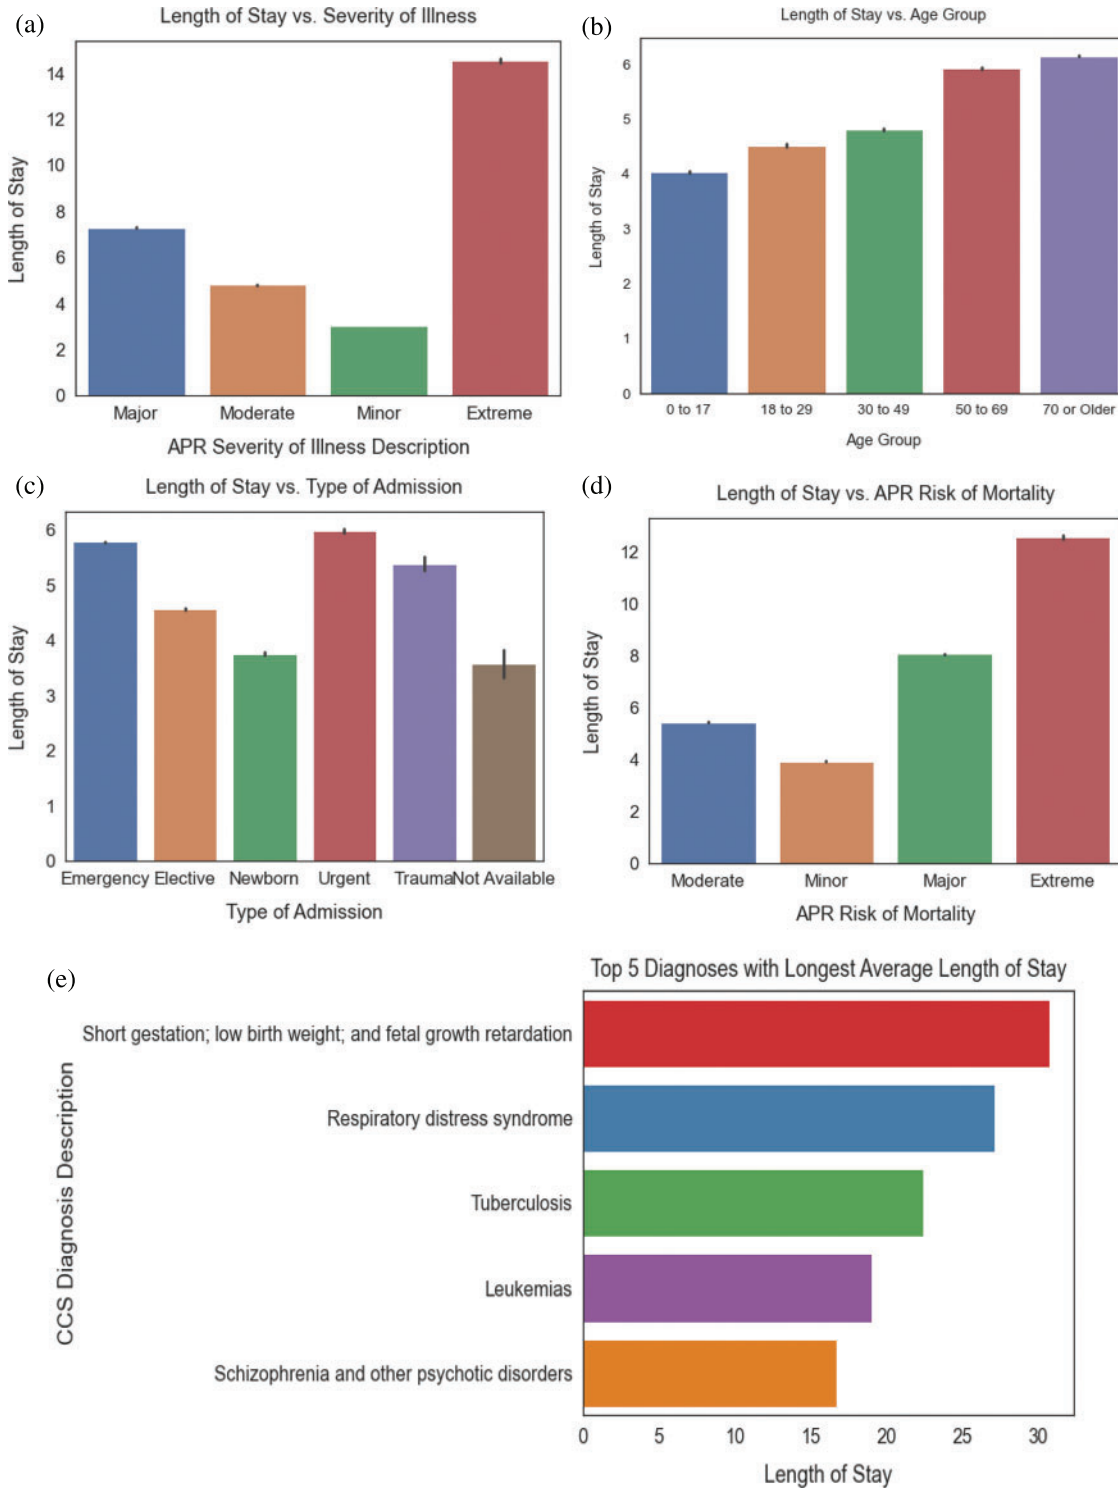 (a)
Length of Stay vs. Severity of Illness
14
12
10
8
6
4
2
0
Length of Stay
Major Moderate Minor Extreme
APR Severity of Illness Description
(b)
Length of Stay vs. Age Group
6
5
4
3
2
1
0
Length of Stay
0 to 17 18 to 29 30 to 49 50 to 69 70 or Older
Age Group
(c)
Length of Stay vs. Type of Admission
6
5
4
3
2
1
0
Length of Stay
Emergency Elective Newborn Urgent Trauma Not Available
Type of Admission
(d)
Length of Stay vs. APR Risk of Mortality
12
10
8
6
4
2
0
Length of Stay
Moderate Minor Major Extreme
APR Risk of Mortality
(e)
Top 5 Diagnoses with Longest Average Length of Stay
CCS Diagnosis Description
Short gestation; low birth weight; and fetal growth retardation
Respiratory distress syndrome
Tuberculosis
Leukemias
Schizophrenia and other psychotic disorders
0 5 10 15 20 25 30
Length of Stay